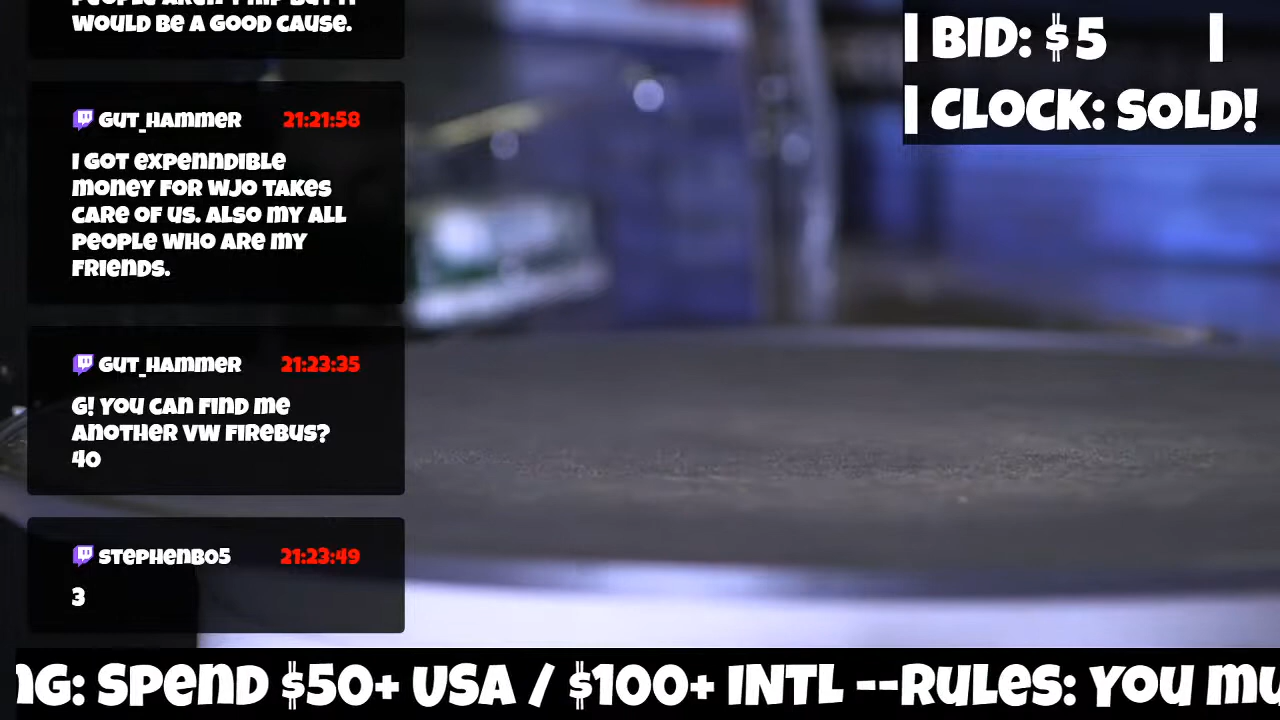 WOULD BE A GOOD CAUSE.
GUT_HAMMER 21:21:58
I GOT EXPENNDIBLE
MONEY FOR WJO TAKES
CARE OF US. ALSO MY ALL
PEOPLE WHO ARE MY
FRIENDS.
GUT_HAMMER 21:23:35
G! YOU CAN FIND ME
ANOTHER VW FIREBUS?
40
STEPHENBO5 21:23:49
3
| BID: $5 |
| CLOCK: SOLD!
G: SPEND $50+ USA / $100+ INTL --RULES: YOU